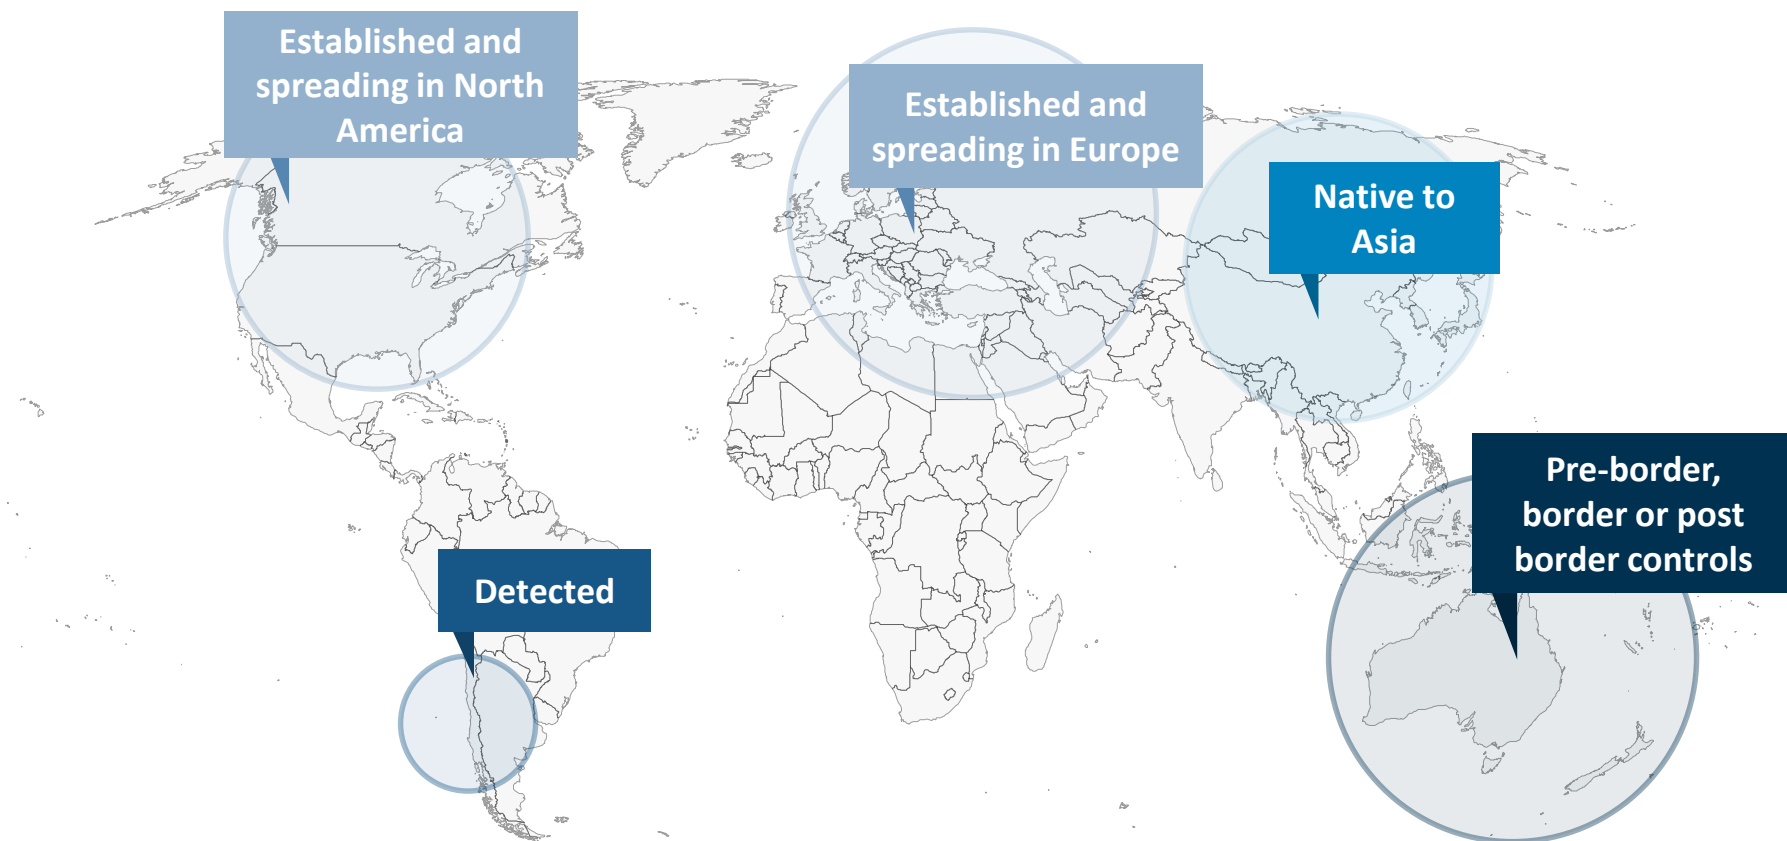 Established and
spreading in North
America
Established and
spreading in Europe
Native to
Asia
Pre-border,
border or post
border controls
Detected